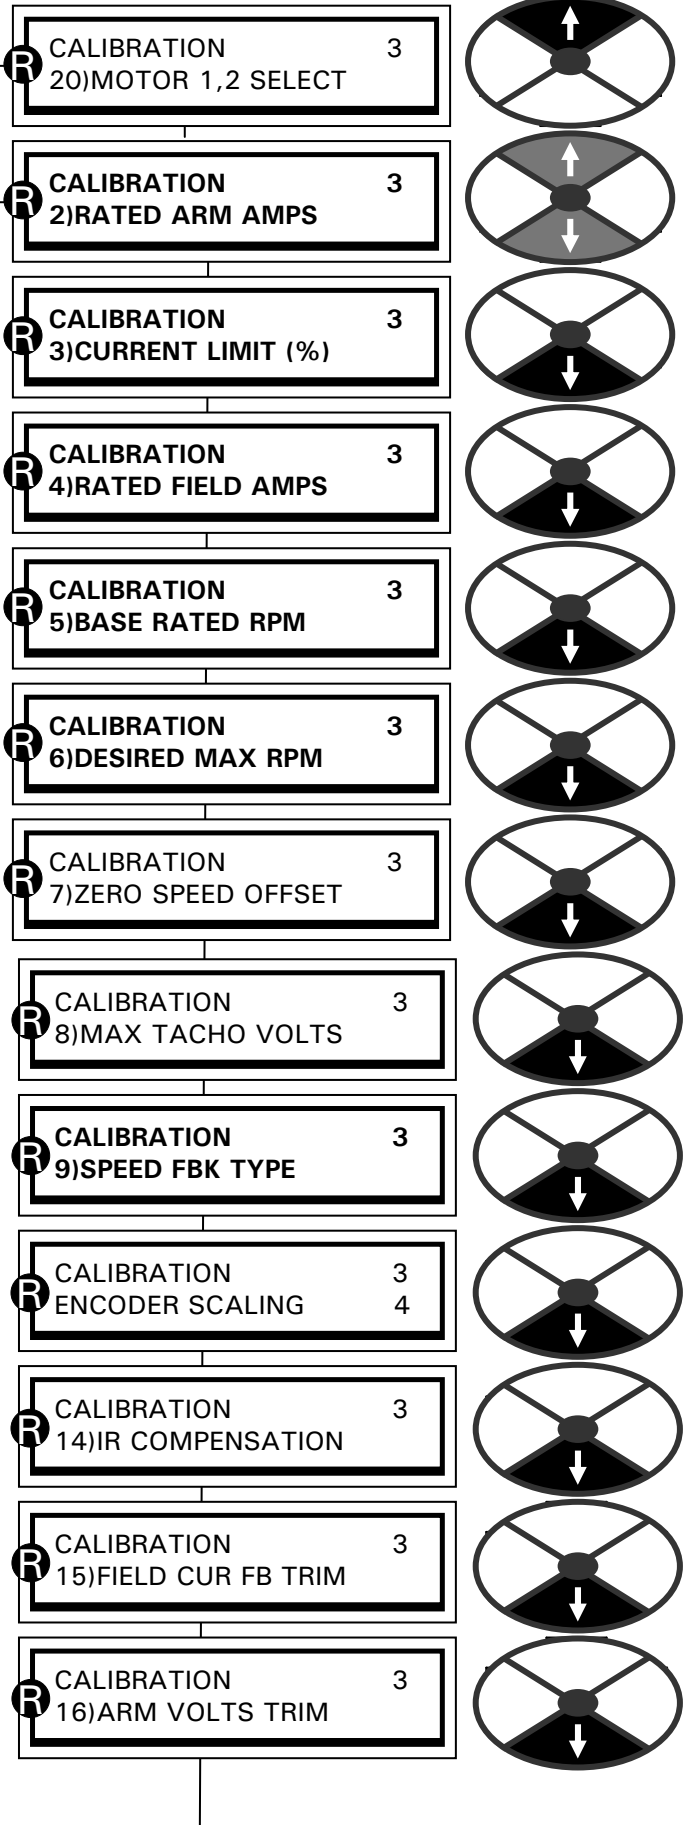 R CALIBRATION 3
20)MOTOR 1,2 SELECT
R CALIBRATION 3
2)RATED ARM AMPS
R CALIBRATION 3
3)CURRENT LIMIT (%)
R CALIBRATION 3
4)RATED FIELD AMPS
R CALIBRATION 3
5)BASE RATED RPM
R CALIBRATION 3
6)DESIRED MAX RPM
R CALIBRATION 3
7)ZERO SPEED OFFSET
R CALIBRATION 3
8)MAX TACHO VOLTS
R CALIBRATION 3
9)SPEED FBK TYPE
R CALIBRATION 3
ENCODER SCALING 4
R CALIBRATION 3
14)IR COMPENSATION
R CALIBRATION 3
15)FIELD CUR FB TRIM
R CALIBRATION 3
16)ARM VOLTS TRIM